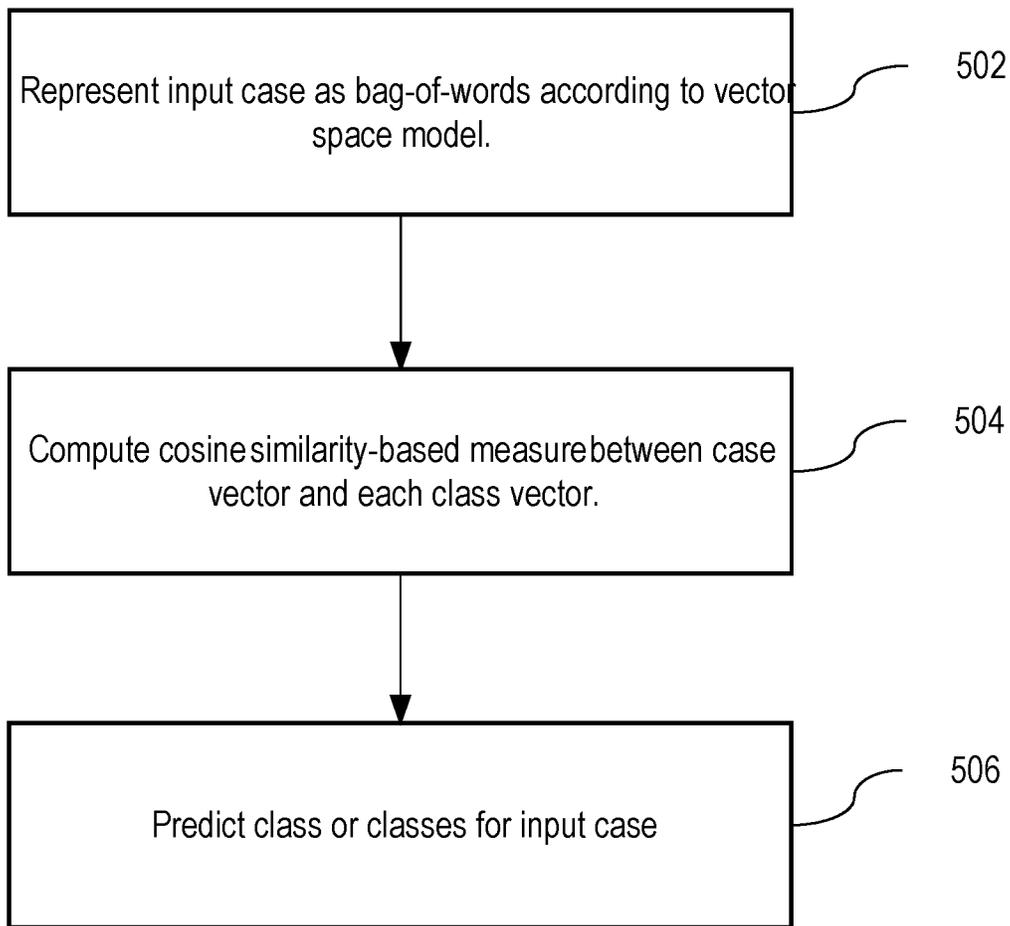 Represent input case as bag-of-words according to vector
space model.
502
Compute cosine similarity-based measure between case
vector and each class vector.
504
Predict class or classes for input case
506